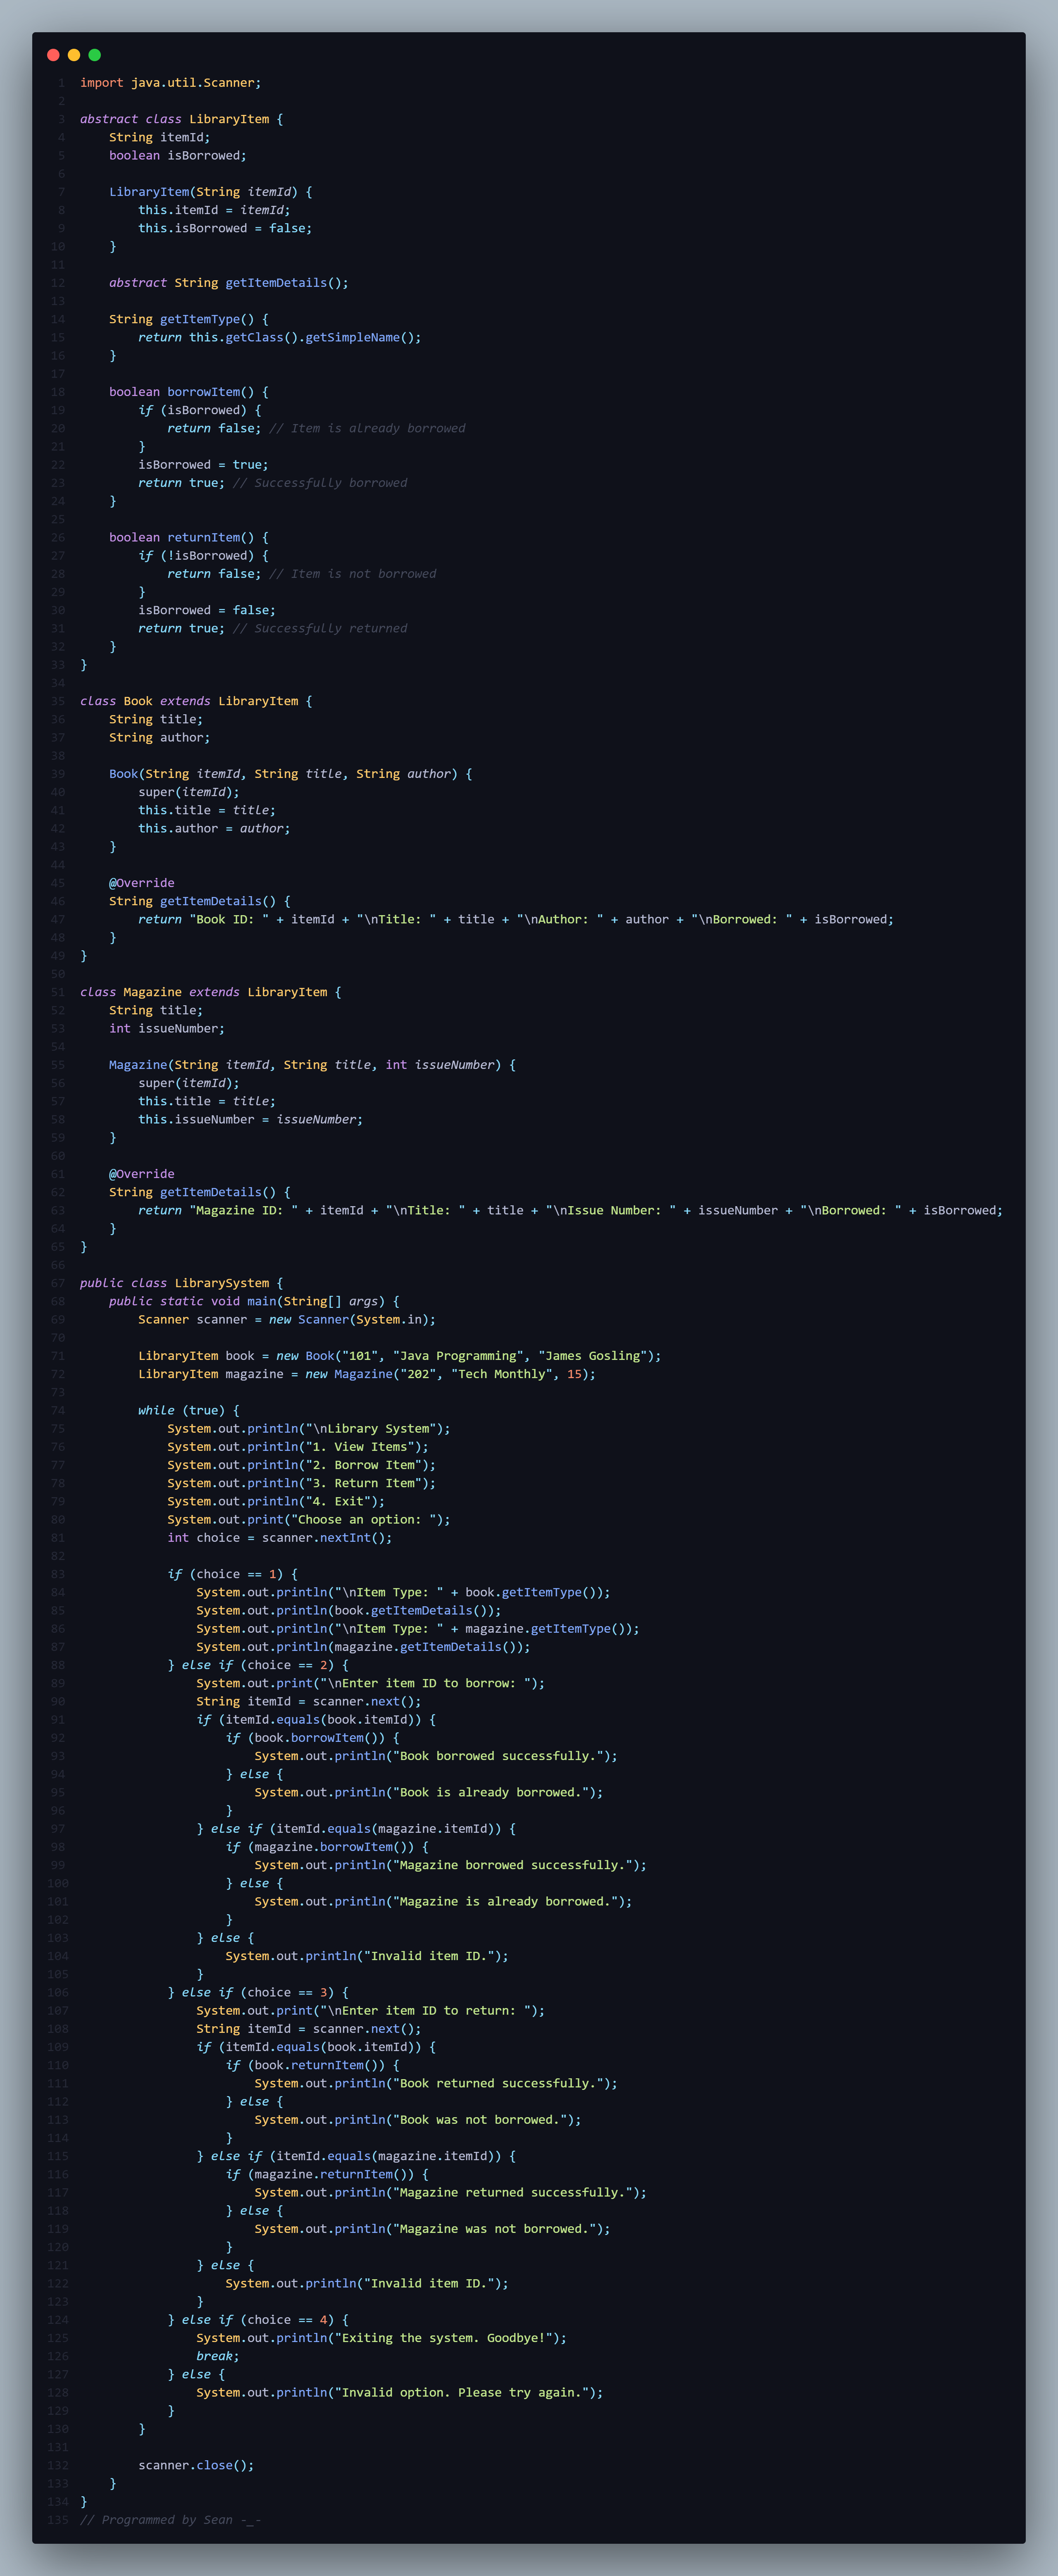 1 import java.util.Scanner;
2
3 abstract class LibraryItem {
4     String itemId;
5     boolean isBorrowed;
6
7     LibraryItem(String itemId) {
8         this.itemId = itemId;
9         this.isBorrowed = false;
10     }
11
12     abstract String getItemDetails();
13
14     String getItemType() {
15         return this.getClass().getSimpleName();
16     }
17
18     boolean borrowItem() {
19         if (isBorrowed) {
20             return false; // Item is already borrowed
21         }
22         isBorrowed = true;
23         return true; // Successfully borrowed
24     }
25
26     boolean returnItem() {
27         if (!isBorrowed) {
28             return false; // Item is not borrowed
29         }
30         isBorrowed = false;
31         return true; // Successfully returned
32     }
33 }
34
35 class Book extends LibraryItem {
36     String title;
37     String author;
38
39     Book(String itemId, String title, String author) {
40         super(itemId);
41         this.title = title;
42         this.author = author;
43     }
44
45     @Override
46     String getItemDetails() {
47         return "Book ID: " + itemId + "\nTitle: " + title + "\nAuthor: " + author + "\nBorrowed: " + isBorrowed;
48     }
49 }
50
51 class Magazine extends LibraryItem {
52     String title;
53     int issueNumber;
54
55     Magazine(String itemId, String title, int issueNumber) {
56         super(itemId);
57         this.title = title;
58         this.issueNumber = issueNumber;
59     }
60
61     @Override
62     String getItemDetails() {
63         return "Magazine ID: " + itemId + "\nTitle: " + title + "\nIssue Number: " + issueNumber + "\nBorrowed: " + isBorrowed;
64     }
65 }
66
67 public class LibrarySystem {
68     public static void main(String[] args) {
69         Scanner scanner = new Scanner(System.in);
70
71         LibraryItem book = new Book("101", "Java Programming", "James Gosling");
72         LibraryItem magazine = new Magazine("202", "Tech Monthly", 15);
73
74         while (true) {
75             System.out.println("\nLibrary System");
76             System.out.println("1. View Items");
77             System.out.println("2. Borrow Item");
78             System.out.println("3. Return Item");
79             System.out.println("4. Exit");
80             System.out.print("Choose an option: ");
81             int choice = scanner.nextInt();
82
83             if (choice == 1) {
84                 System.out.println("\nItem Type: " + book.getItemType());
85                 System.out.println(book.getItemDetails());
86                 System.out.println("\nItem Type: " + magazine.getItemType());
87                 System.out.println(magazine.getItemDetails());
88             } else if (choice == 2) {
89                 System.out.print("\nEnter item ID to borrow: ");
90                 String itemId = scanner.next();
91                 if (itemId.equals(book.itemId)) {
92                     if (book.borrowItem()) {
93                         System.out.println("Book borrowed successfully.");
94                     } else {
95                         System.out.println("Book is already borrowed.");
96                     }
97                 } else if (itemId.equals(magazine.itemId)) {
98                     if (magazine.borrowItem()) {
99                         System.out.println("Magazine borrowed successfully.");
100                     } else {
101                         System.out.println("Magazine is already borrowed.");
102                     }
103                 } else {
104                     System.out.println("Invalid item ID.");
105                 }
106             } else if (choice == 3) {
107                 System.out.print("\nEnter item ID to return: ");
108                 String itemId = scanner.next();
109                 if (itemId.equals(book.itemId)) {
110                     if (book.returnItem()) {
111                         System.out.println("Book returned successfully.");
112                     } else {
113                         System.out.println("Book was not borrowed.");
114                     }
115                 } else if (itemId.equals(magazine.itemId)) {
116                     if (magazine.returnItem()) {
117                         System.out.println("Magazine returned successfully.");
118                     } else {
119                         System.out.println("Magazine was not borrowed.");
120                     }
121                 } else {
122                     System.out.println("Invalid item ID.");
123                 }
124             } else if (choice == 4) {
125                 System.out.println("Exiting the system. Goodbye!");
126                 break;
127             } else {
128                 System.out.println("Invalid option. Please try again.");
129             }
130         }
131
132         scanner.close();
133     }
134 }
135 // Programmed by Sean -_-